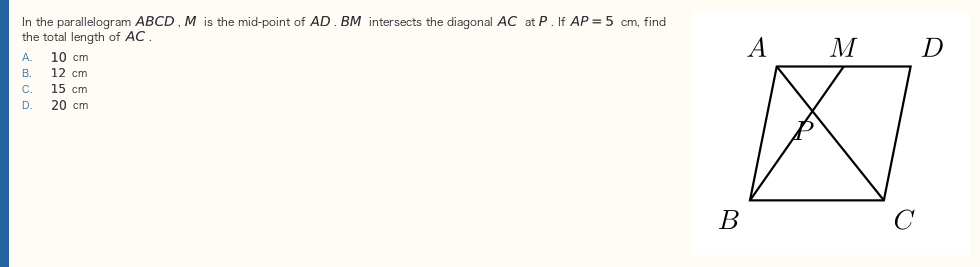 In the parallelogram ABCD , M is the mid-point of AD . BM intersects the diagonal AC at P . If AP = 5 cm, find
the total length of AC .
A. 10 cm
B. 12 cm
C. 15 cm
D. 20 cm
A M D
P
B C